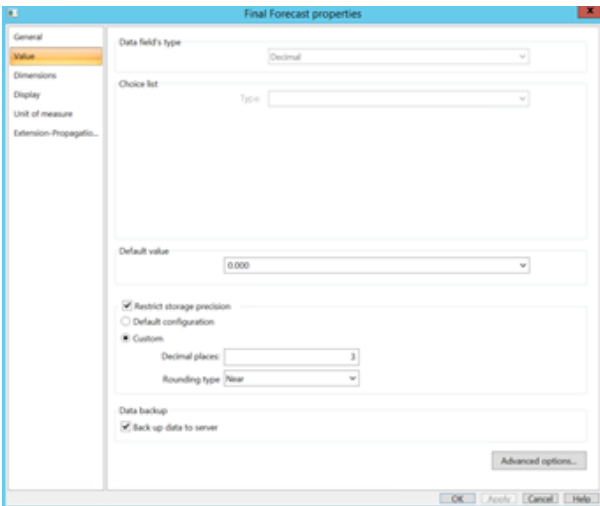 Final Forecast properties
x
General
Value
Dimensions
Display
Unit of measure
Extension-Propagatio...
Data field's type
Decimal
Choice list
Type:
Default value
0.000
Restrict storage precision
Default configuration
Custom
Decimal places: 3
Rounding type Near
Data backup
Back up data to server
Advanced options...
OK Apply Cancel Help